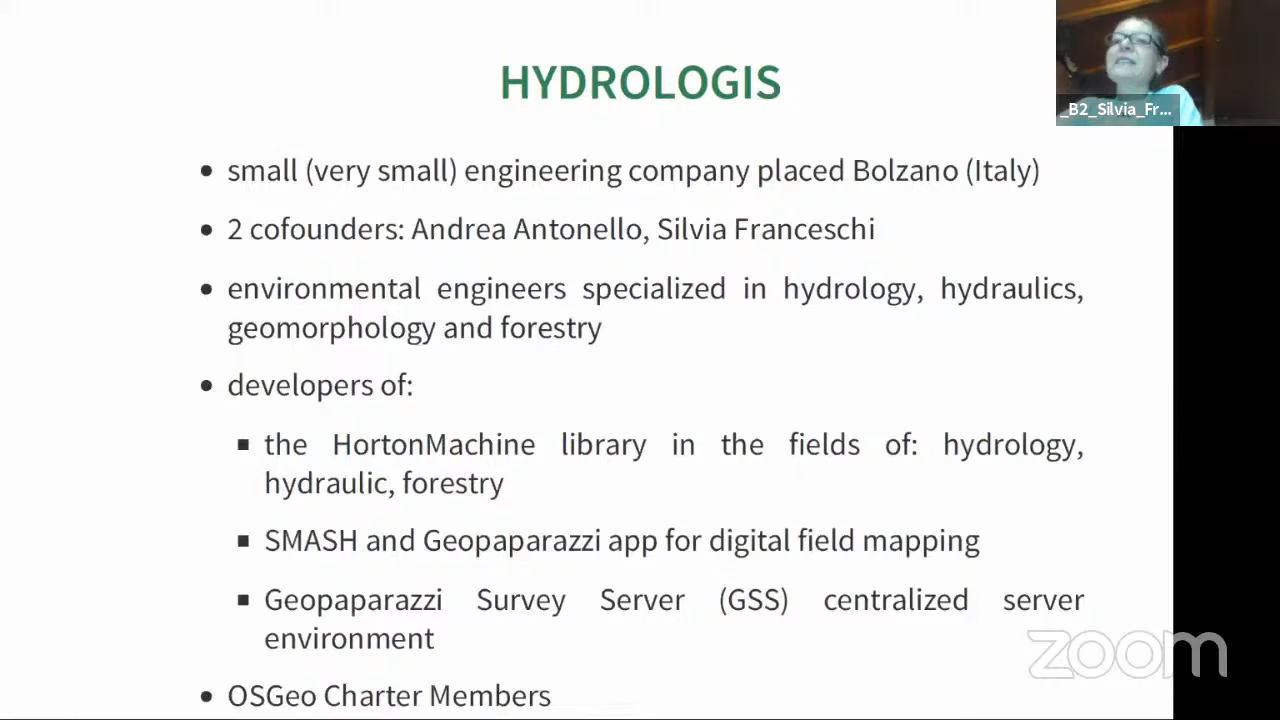 HYDROLOGIS
_B2_Silvia_Fr...
• small (very small) engineering company placed Bolzano (Italy)
• 2 cofounders: Andrea Antonello, Silvia Franceschi
• environmental engineers specialized in hydrology, hydraulics,
geomorphology and forestry
• developers of:
▪ the HortonMachine library in the fields of: hydrology,
hydraulic, forestry
▪ SMASH and Geopaparazzi app for digital field mapping
▪ Geopaparazzi Survey Server (GSS) centralized server
environment
zoom
• OSGeo Charter Members